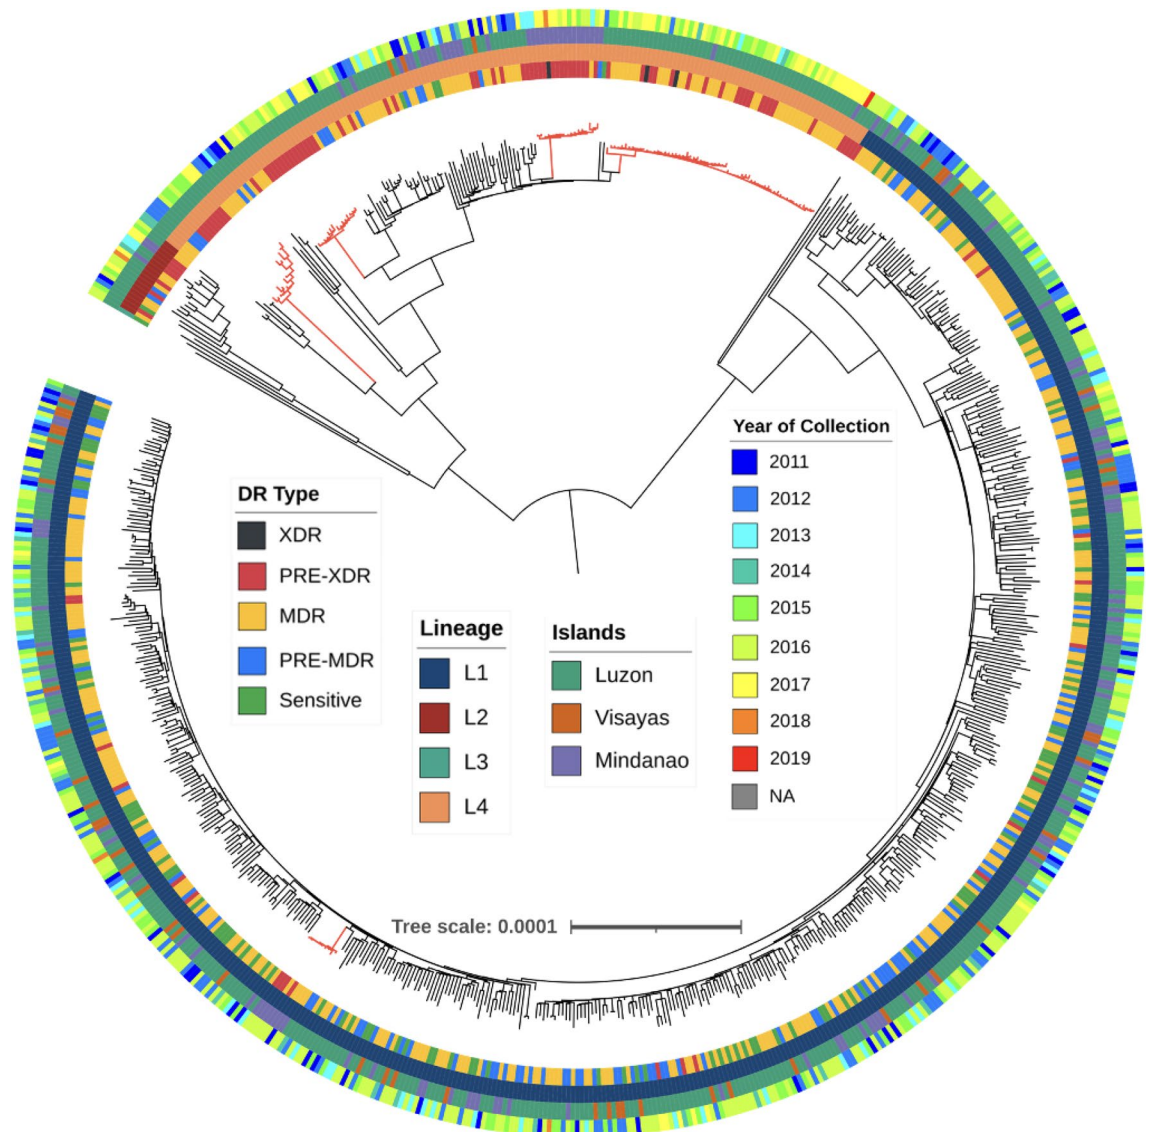 Year of Collection
2011
2012
2013
2014
2015
2016
2017
2018
2019
NA
DR Type
XDR
PRE-XDR
MDR
PRE-MDR
Sensitive
Lineage
L1
L2
L3
L4
Islands
Luzon
Visayas
Mindanao
Tree scale: 0.0001